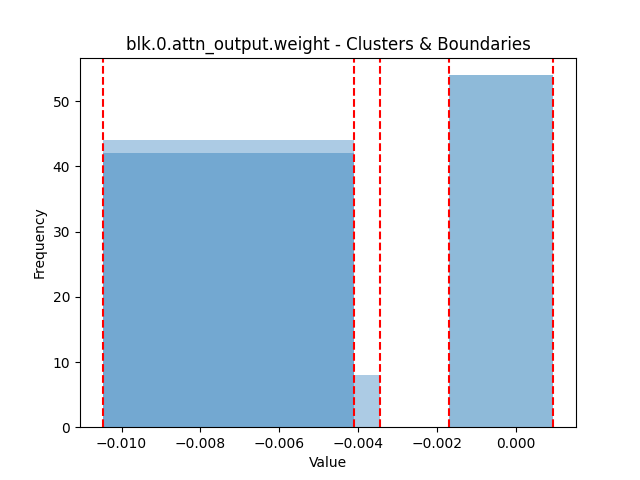 blk.0.attn_output.weight - Clusters & Boundaries
Frequency
50
40
30
20
10
0
−0.010 −0.008 −0.006 −0.004 −0.002 0.000
Value